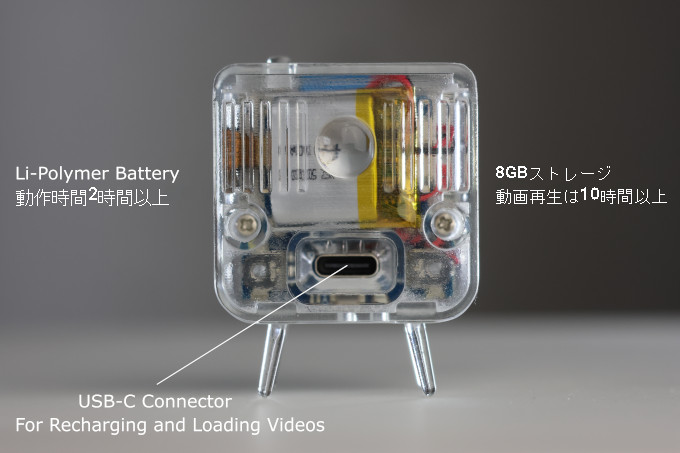 Li-Polymer Battery
動作時間2時間以上
8GBストレージ
動画再生は10時間以上
USB-C Connector
For Recharging and Loading Videos